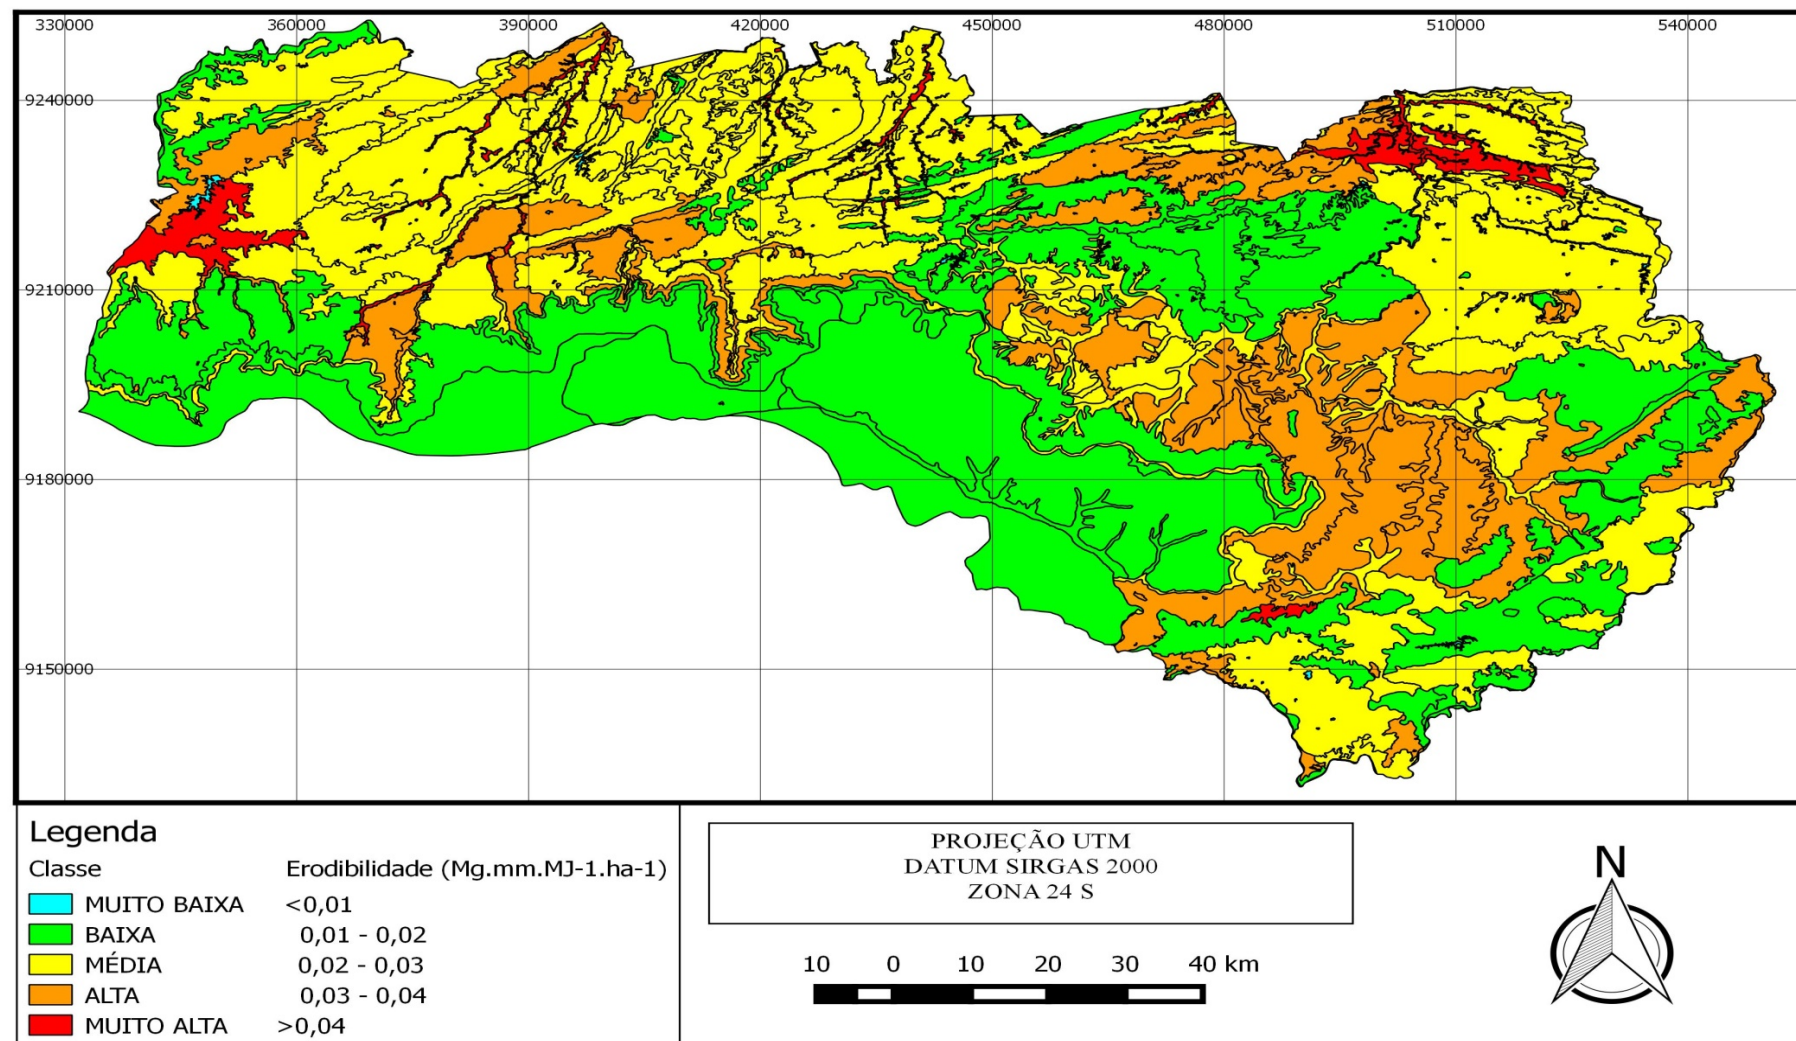 330000 360000 390000 420000 450000 480000 510000 540000
9240000
9210000
9180000
9150000
Legenda
Classe Erodibilidade (Mg.mm.MJ-1.ha-1)
MUITO BAIXA <0,01
BAIXA 0,01 - 0,02
MÉDIA 0,02 - 0,03
ALTA 0,03 - 0,04
MUITO ALTA >0,04
PROJEÇÃO UTM
DATUM SIRGAS 2000
ZONA 24 S
10 0 10 20 30 40 km
N